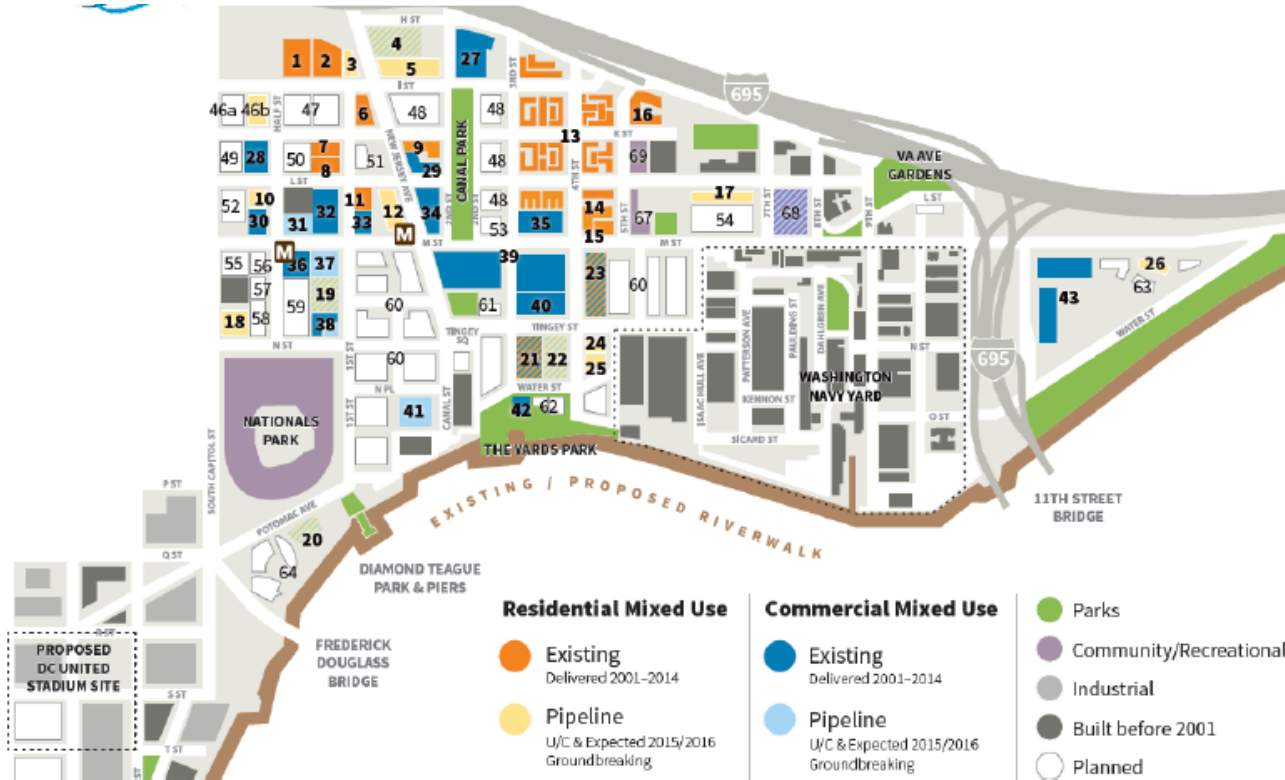 H ST
1 2 3 4 5 27
I ST
3RD ST
695
46a 46b 47 6 48 48 16
HALF ST
13
K ST
NEW JERSEY AVE
CANAL PARK
49 28 50 7 8 51 9 29 48 69
4TH ST
VA AVE
GARDENS
L ST
L ST
52 10 30 31 32 11 33 12 34 48 53 35 14 15 67 17 54 68
2ND ST
2ND ST
5TH ST
7TH ST
8TH ST
9TH ST
M
M
M ST
M ST
55 56 36 37 39 57 19 59 60 40 23 60 43 26 63
18 58 38 61
WATER ST
TINGEY
SQ
TINGEY ST
PATTERSON AVE
PAULDING ST
DAHLGREN AVE
ISAAC HULL AVE
N ST
N ST
1ST ST
60 21 22 24 25
695
N PL
WATER ST
WASHINGTON
NAVY YARD
KENNON ST
1ST ST
41
CANAL ST
42 62
O ST
NATIONALS
PARK
SICARD ST
THE YARDS PARK
SOUTH CAPITOL ST
P ST
EXISTING / PROPOSED RIVERWALK
11TH STREET
BRIDGE
POTOMAC AVE
20
Q ST
64
DIAMOND TEAGUE
PARK & PIERS
R ST
PROPOSED
DC UNITED
STADIUM SITE
FREDERICK
DOUGLASS
BRIDGE
S ST
T ST
Residential Mixed Use
Existing
Delivered 2001–2014
Pipeline
U/C & Expected 2015/2016
Groundbreaking
Commercial Mixed Use
Existing
Delivered 2001–2014
Pipeline
U/C & Expected 2015/2016
Groundbreaking
Parks
Community/Recreational
Industrial
Built before 2001
Planned